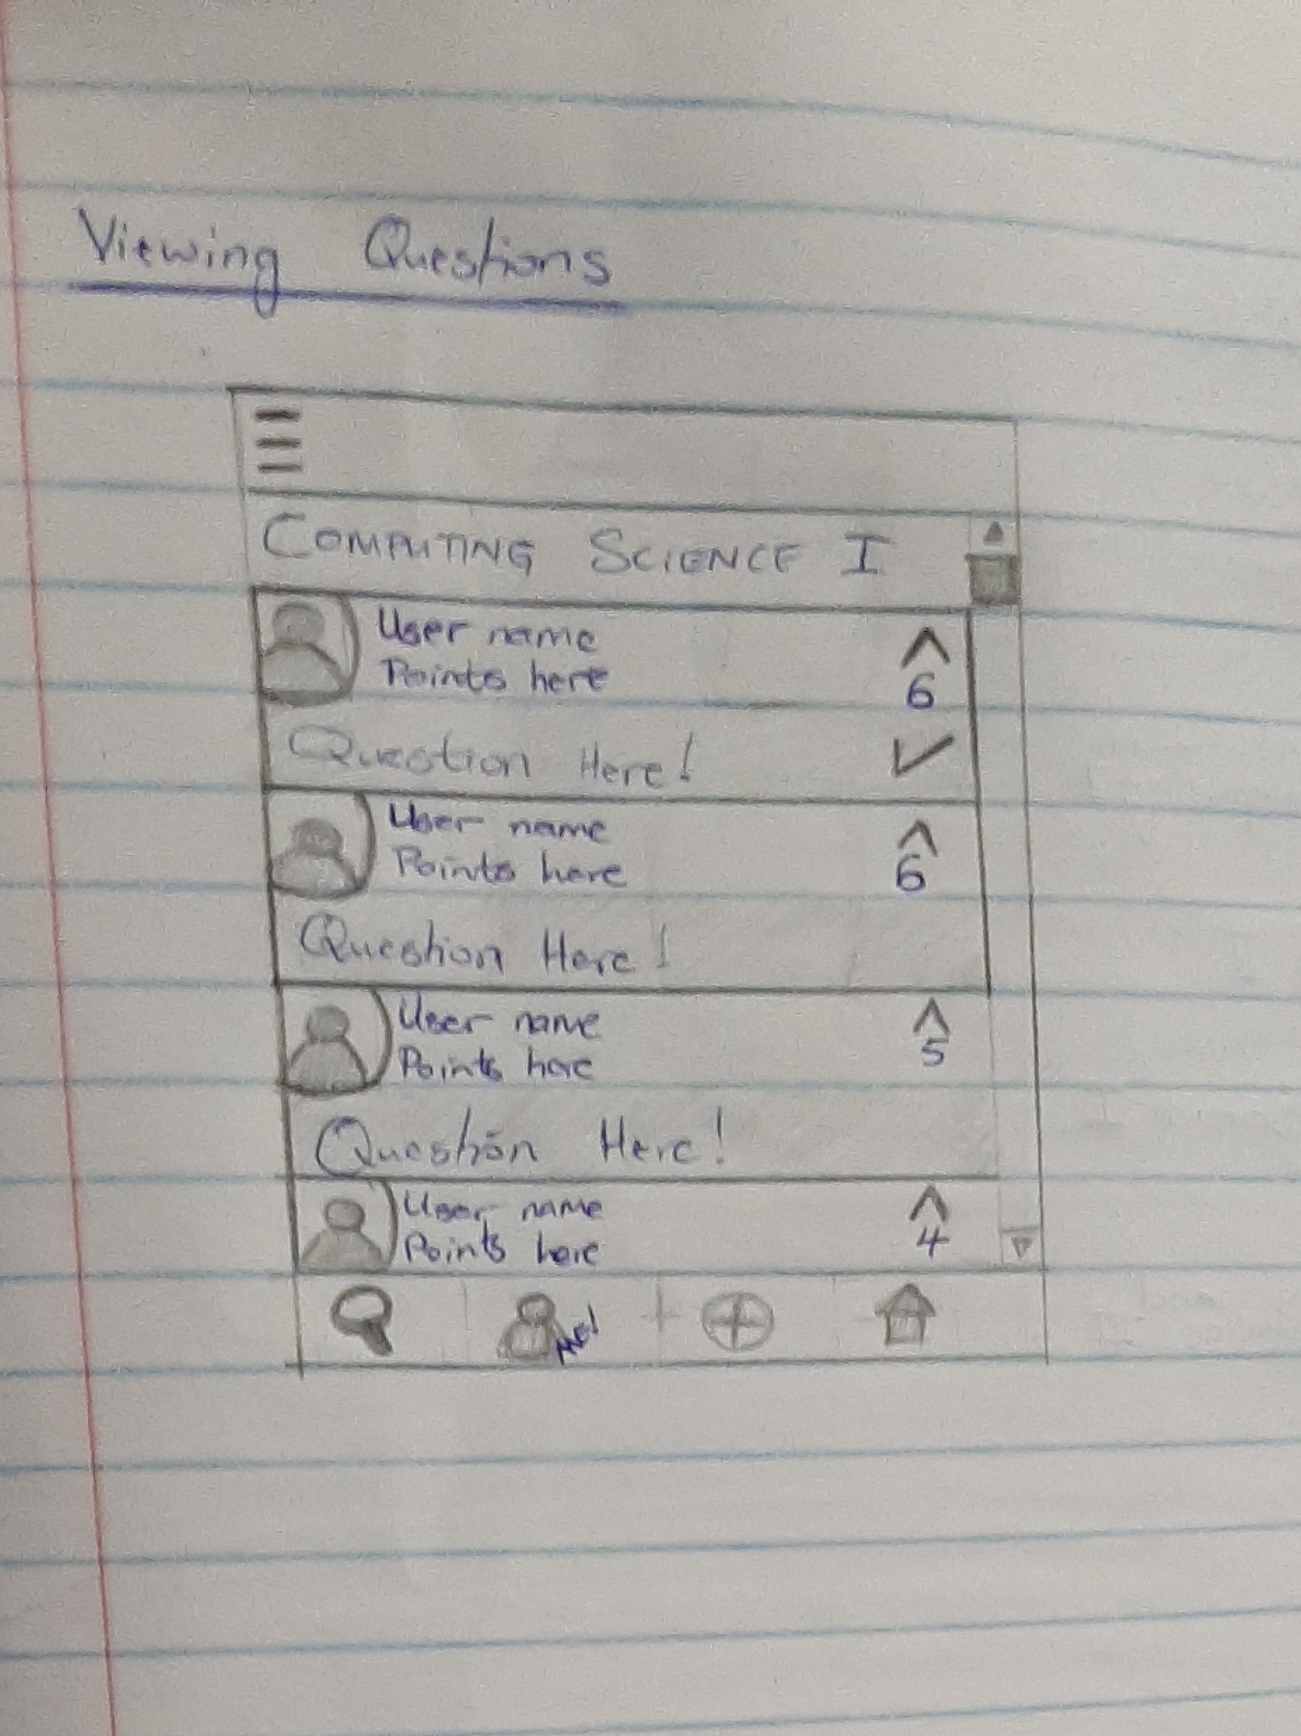 Viewing Questions
COMPUTING SCIENCE I
User name
Points here
6
Question Here!
User name
Points here
6
Question Here!
User name
Points here
5
Question Here!
User name
Points here
4
ME!